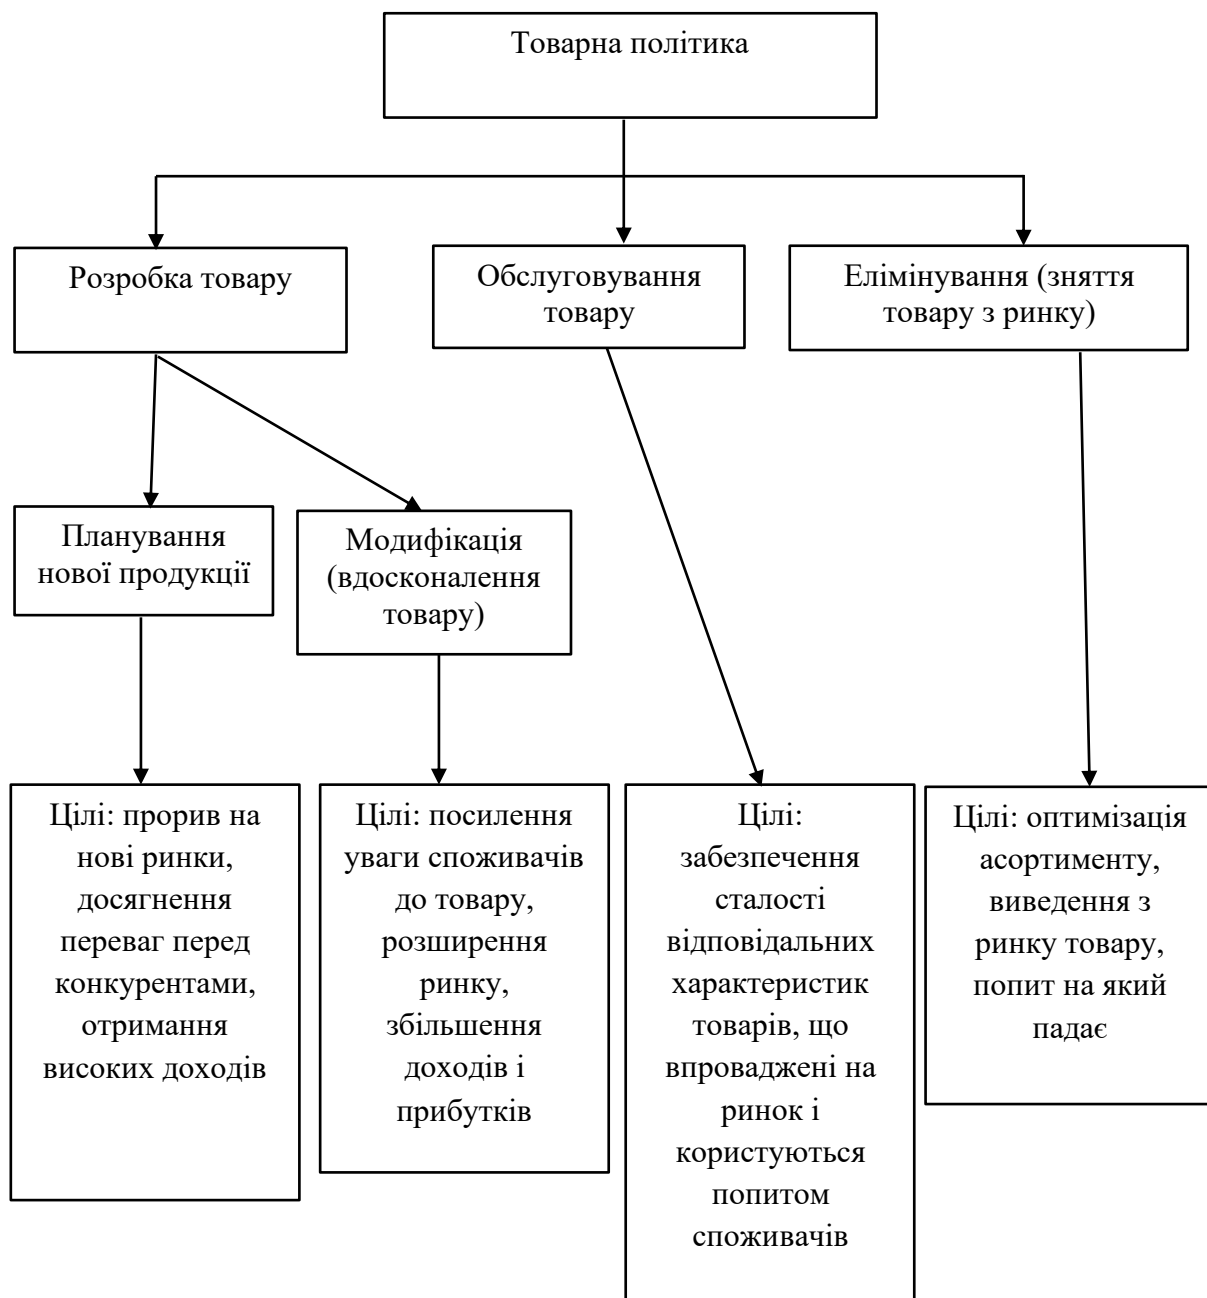 Товарна політика
Розробка товару
Обслуговування
товару
Елімінування (зняття
товару з ринку)
Планування
нової продукції
Модифікація
(вдосконалення
товару)
Цілі: прорив на
нові ринки,
досягнення
переваг перед
конкурентами,
отримання
високих доходів
Цілі: посилення
уваги споживачів
до товару,
розширення
ринку,
збільшення
доходів і
прибутків
Цілі:
забезпечення
сталості
відповідальних
характеристик
товарів, що
впроваджені на
ринок і
користуються
попитом
споживачів
Цілі: оптимізація
асортименту,
виведення з
ринку товару,
попит на який
падає